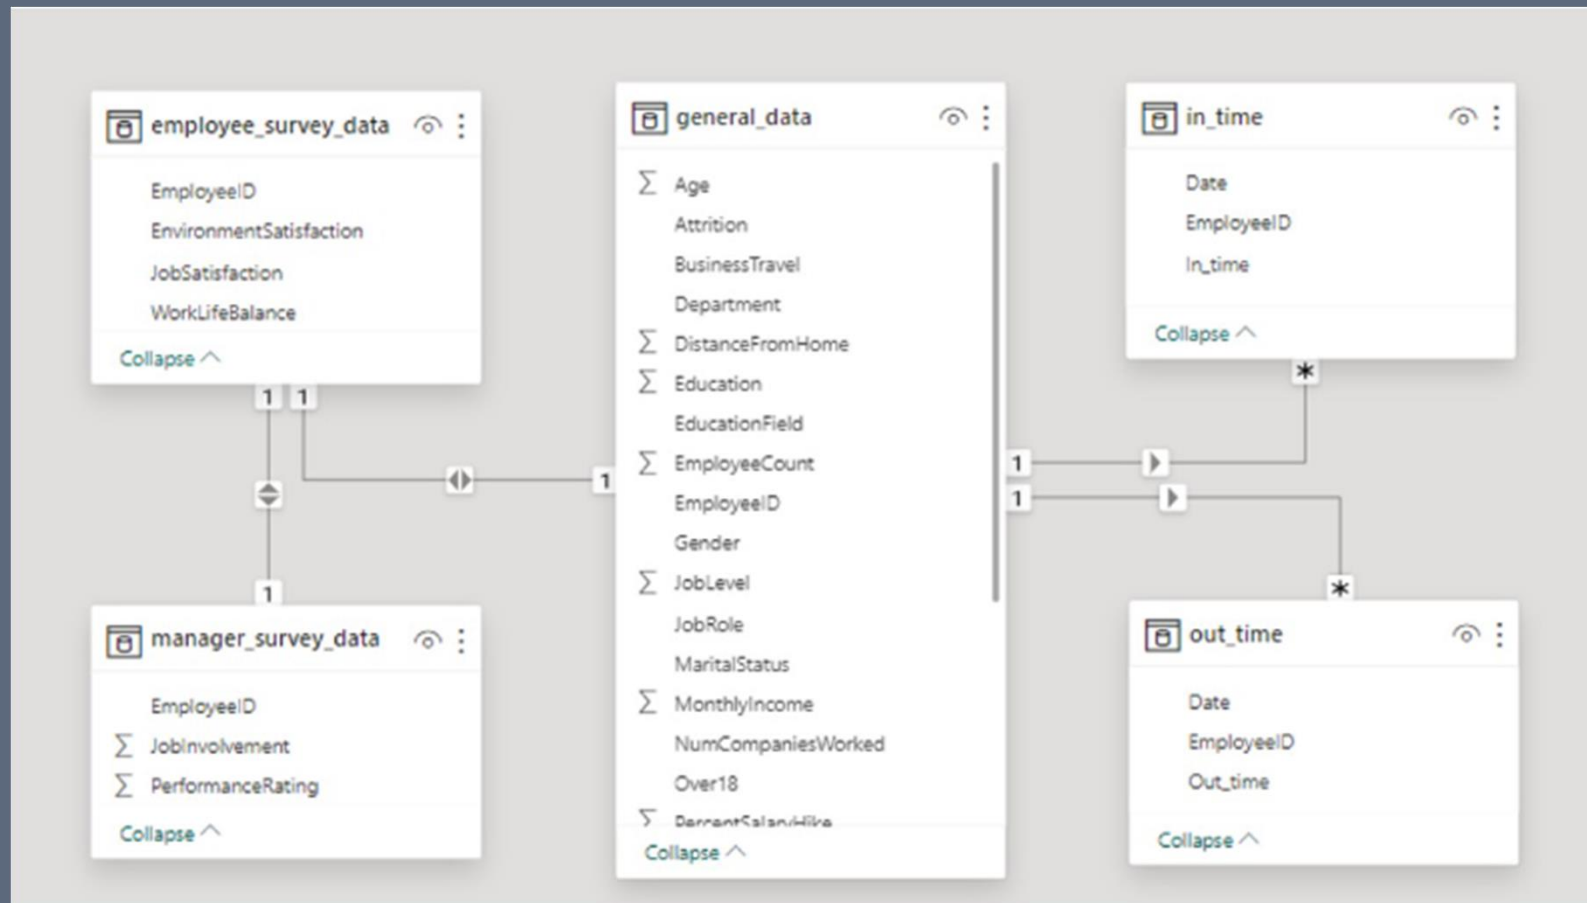 employee_survey_data
EmployeeID
EnvironmentSatisfaction
JobSatisfaction
WorkLifeBalance
Collapse
1 1
1
1
manager_survey_data
EmployeeID
Σ JobInvolvement
Σ PerformanceRating
Collapse
general_data
Σ Age
Attrition
BusinessTravel
Department
Σ DistanceFromHome
Σ Education
EducationField
Σ EmployeeCount
EmployeeID
Gender
Σ JobLevel
JobRole
MaritalStatus
Σ MonthlyIncome
NumCompaniesWorked
Over18
Σ PercentSalaryHike
Collapse
1
1
in_time
Date
EmployeeID
In_time
Collapse
*
*
out_time
Date
EmployeeID
Out_time
Collapse